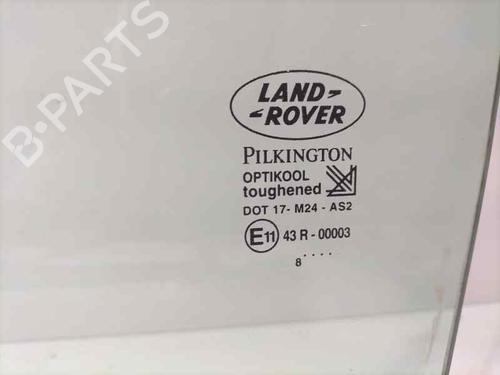 B-PARTS
LAND-
-ROVER
PILKINGTON
OPTIKOOL
toughened
DOT 17- M24 - AS2
E11 43 R - 00003
8 ....